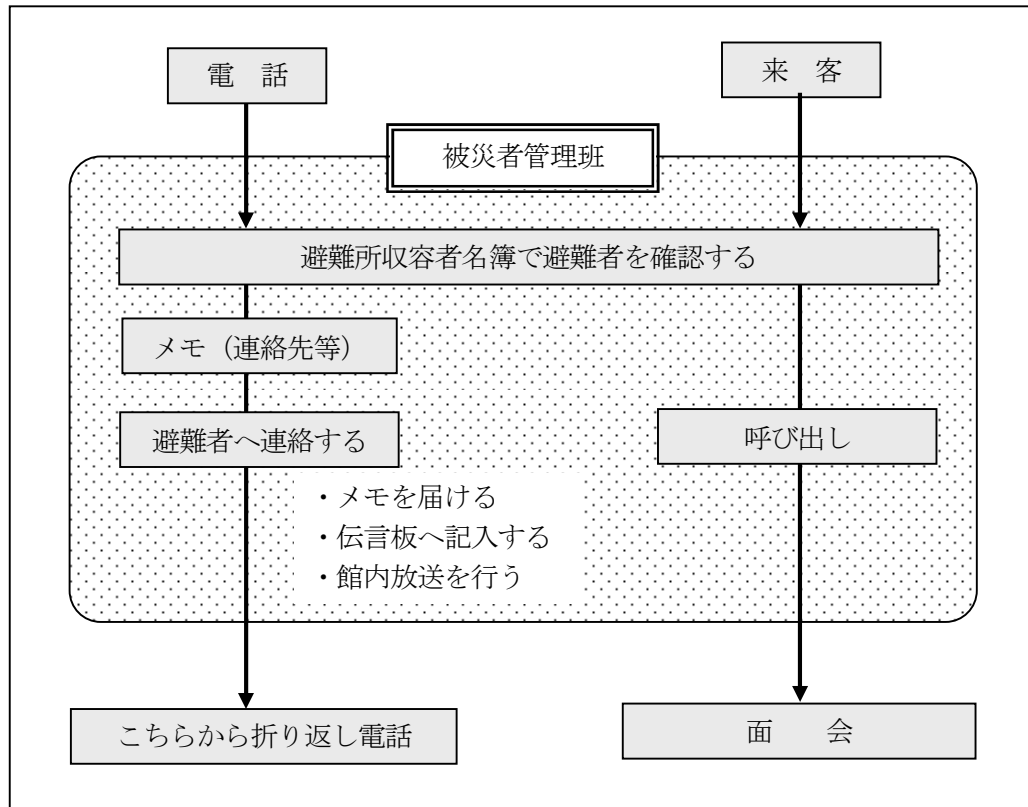 電　話
来　客
被災者管理班
避難所収容者名簿で避難者を確認する
メモ（連絡先等）
避難者へ連絡する
呼び出し
・メモを届ける
・伝言板へ記入する
・館内放送を行う
こちらから折り返し電話
面　　会